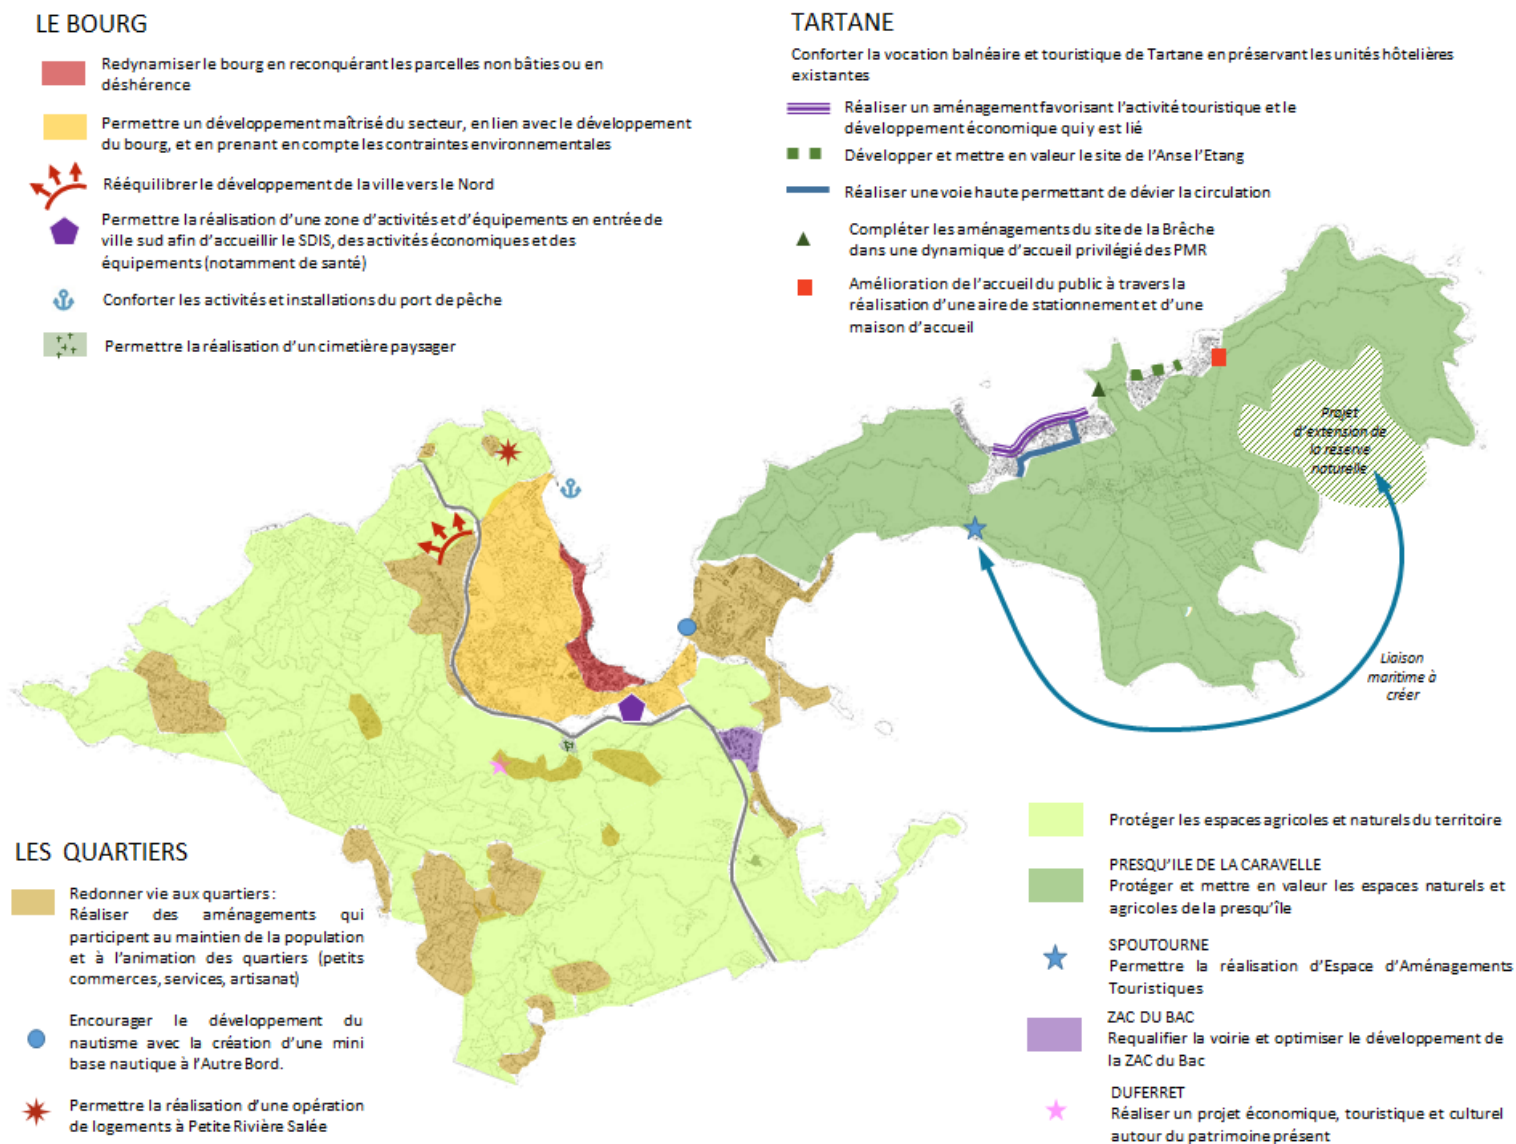 LE BOURG
Redynamiser le bourg en reconquérant les parcelles non bâties ou en
déshérence
Permettre un développement maîtrisé du secteur, en lien avec le développement
du bourg, et en prenant en compte les contraintes environnementales
Rééquilibrer le développement de la ville vers le Nord
Permettre la réalisation d'une zone d'activités et d'équipements en entrée de
ville sud afin d'accueillir le SDIS, des activités économiques et des
équipements (notamment de santé)
Conforter les activités et installations du port de pêche
Permettre la réalisation d'un cimetière paysager
TARTANE
Conforter la vocation balnéaire et touristique de Tartane en préservant les unités hôtelières
existantes
Réaliser un aménagement favorisant l'activité touristique et le
développement économique qui y est lié
Développer et mettre en valeur le site de l'Anse l'Etang
Réaliser une voie haute permettant de dévier la circulation
Compléter les aménagements du site de la Brêche
dans une dynamique d'accueil privilégié des PMR
Amélioration de l'accueil du public à travers la
réalisation d'une aire de stationnement et d'une
maison d'accueil
Projet
d'extension de
la réserve
naturelle
Liaison
maritime à
créer
LES QUARTIERS
Redonner vie aux quartiers :
Réaliser des aménagements qui
participent au maintien de la population
et à l'animation des quartiers (petits
commerces, services, artisanat)
Encourager le développement du
nautisme avec la création d'une mini
base nautique à l'Autre Bord.
Permettre la réalisation d'une opération
de logements à Petite Rivière Salée
Protéger les espaces agricoles et naturels du territoire
PRESQU'ILE DE LA CARAVELLE
Protéger et mettre en valeur les espaces naturels et
agricoles de la presqu'île
SPOUTOURNE
Permettre la réalisation d'Espace d'Aménagements
Touristiques
ZAC DU BAC
Requalifier la voirie et optimiser le développement de
la ZAC du Bac
DUFERRET
Réaliser un projet économique, touristique et culturel
autour du patrimoine présent